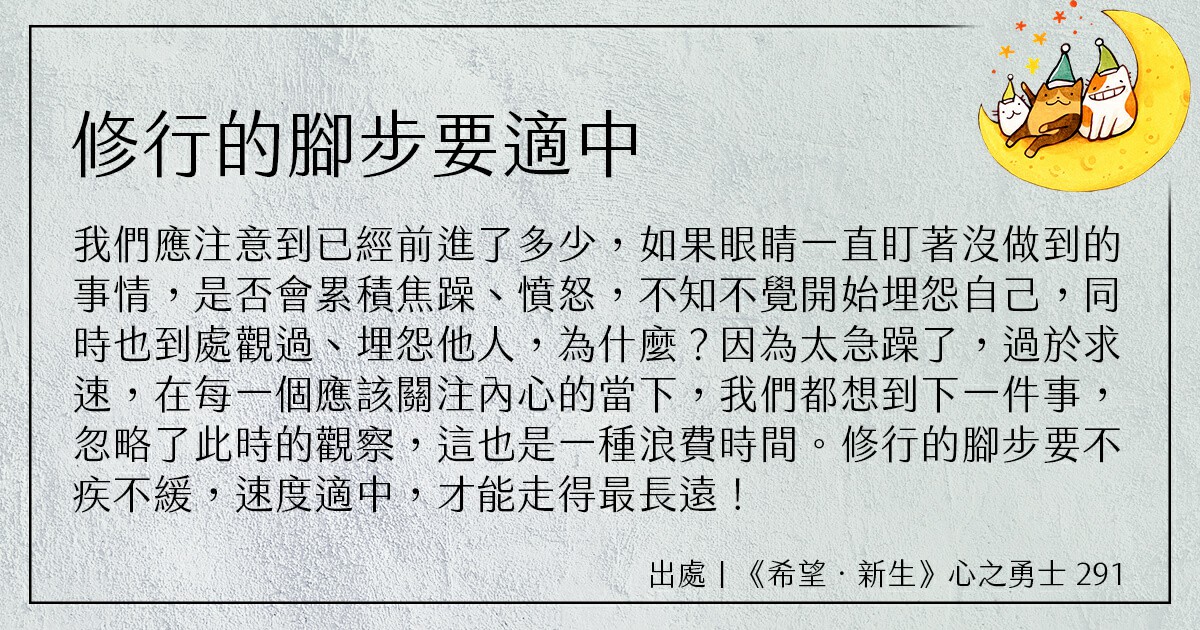 修行的腳步要適中
我們應注意到已經前進了多少，如果眼睛一直盯著沒做到的
事情，是否會累積焦躁、憤怒，不知不覺開始埋怨自己，同
時也到處觀過、埋怨他人，為什麼？因為太急躁了，過於求
速，在每一個應該關注內心的當下，我們都想到下一件事，
忽略了此時的觀察，這也是一種浪費時間。修行的腳步要不
疾不緩，速度適中，才能走得最長遠！
出處丨《希望．新生》心之勇士 291